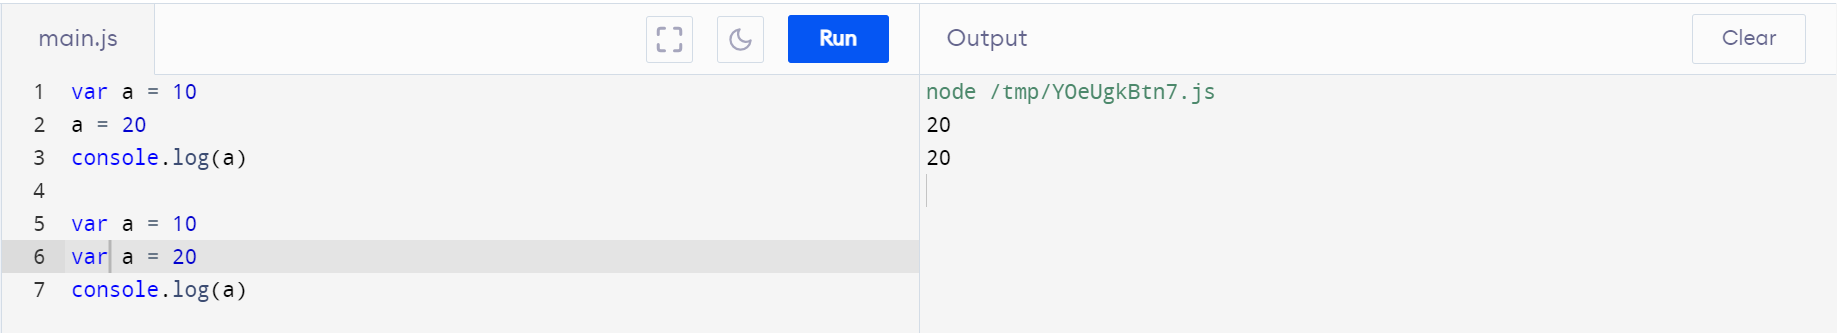 main.js Run Output Clear
1 var a = 10
2 a = 20
3 console.log(a)
4
5 var a = 10
6 var a = 20
7 console.log(a)
node /tmp/YOeUgkBtn7.js
20
20